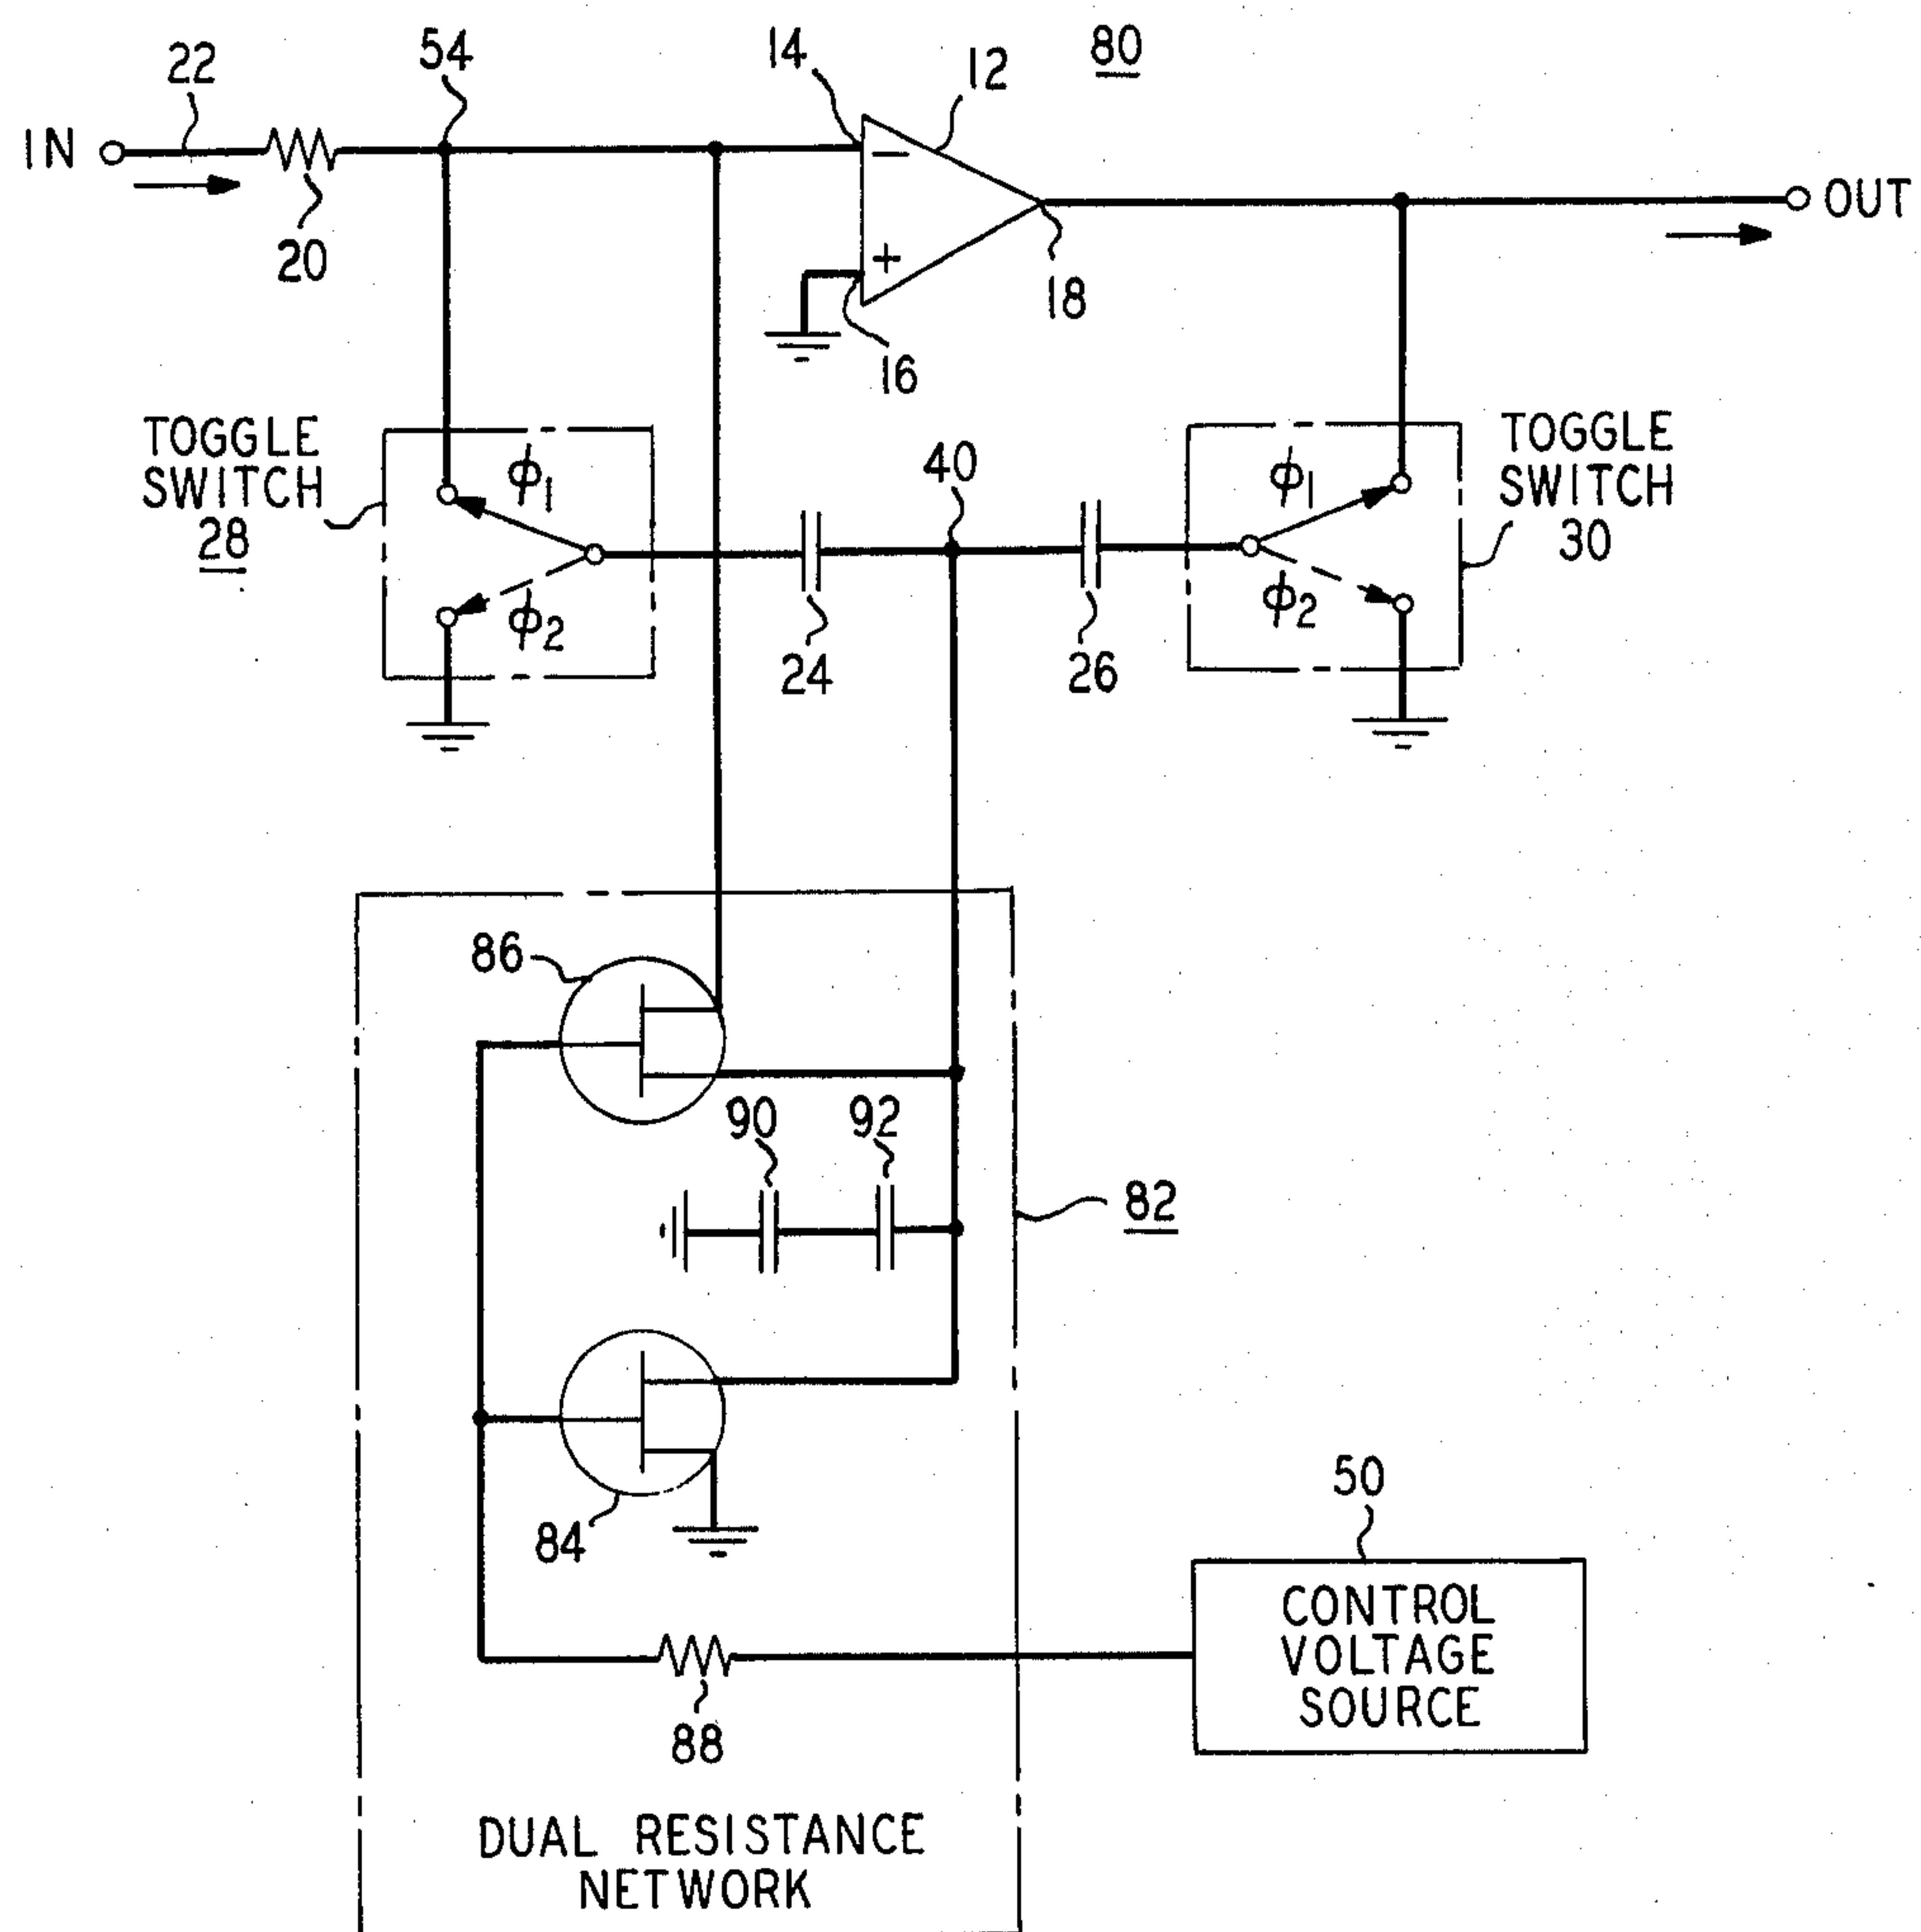 22
54
14
12
80
IN
OUT
20
18
16
TOGGLE
SWITCH
28
ϕ1
ϕ2
40
24
26
ϕ1
ϕ2
TOGGLE
SWITCH
30
86
90
92
82
84
50
CONTROL
VOLTAGE
SOURCE
88
DUAL RESISTANCE
NETWORK
−
+